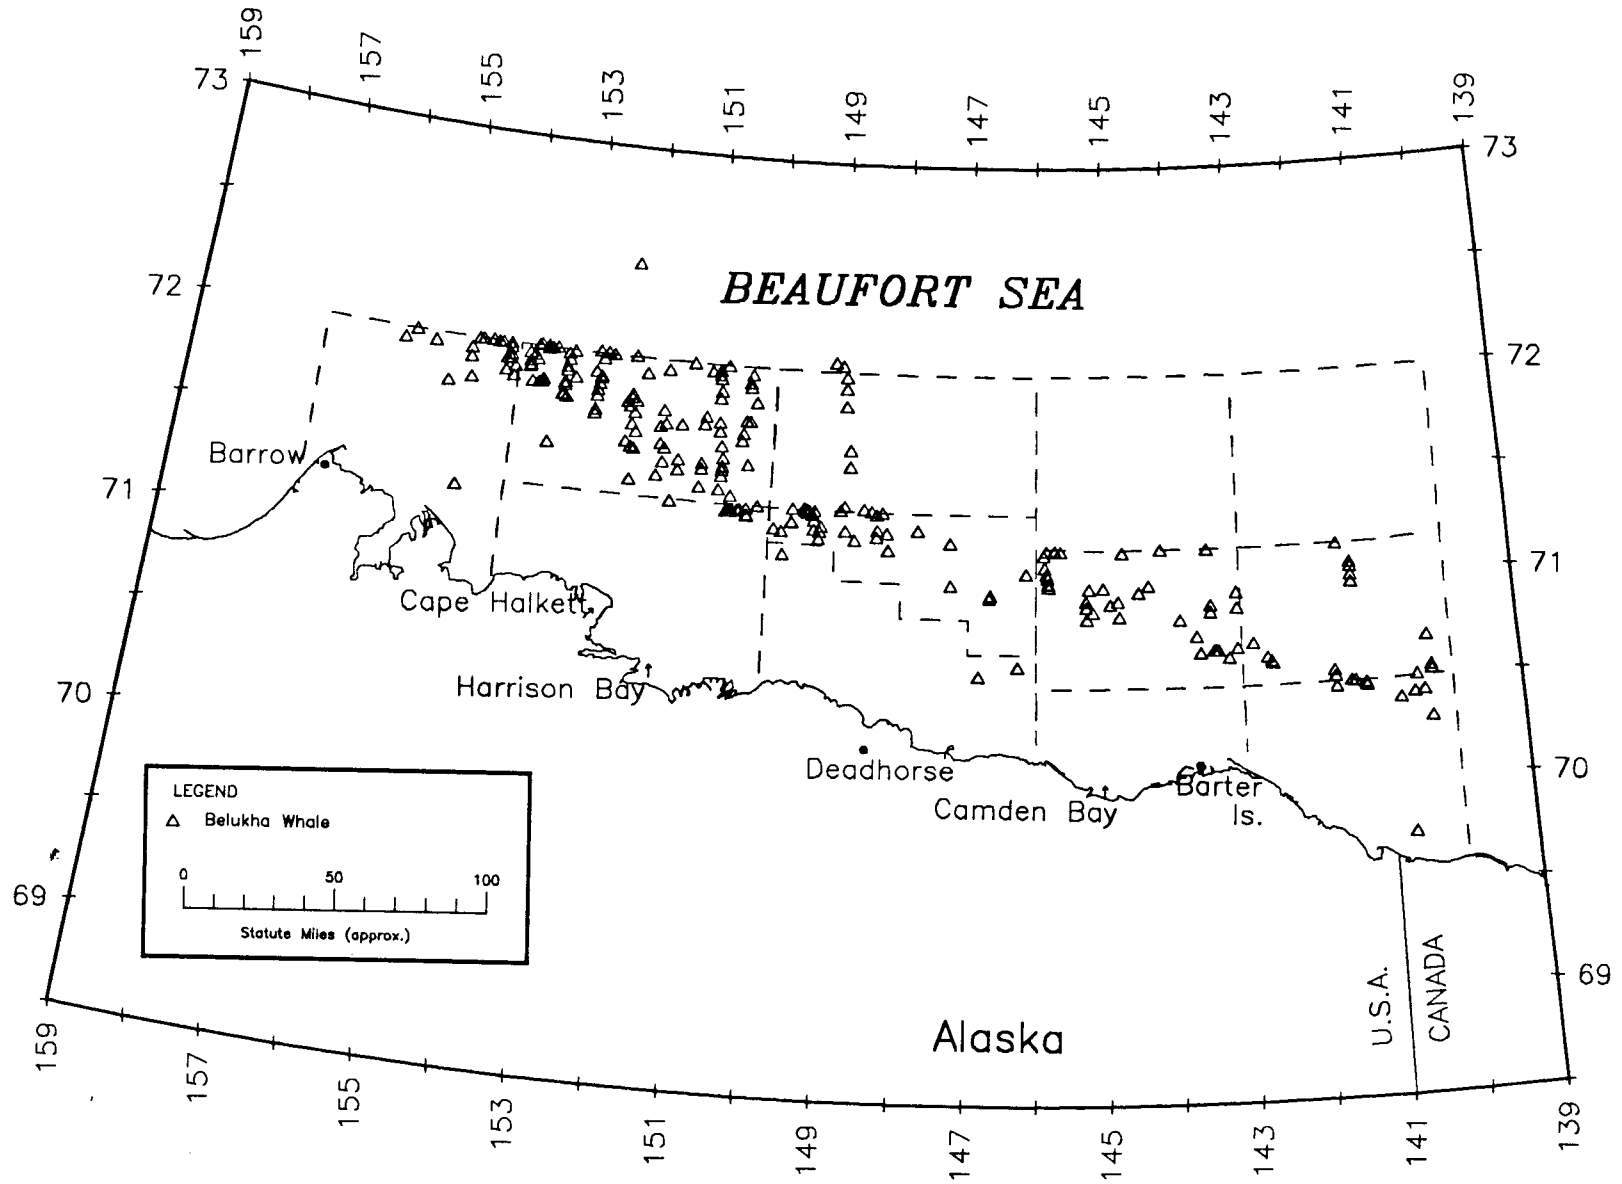 159
157
155
153
151
149
147
145
143
141
139
73
73
72
BEAUFORT SEA
72
Barrow
71
71
Cape Halkett
Harrison Bay
70
Deadhorse
70
Camden Bay
Barter
Is.
LEGEND
Belukha Whale
0 50 100
Statute Miles (approx.)
69
69
U.S.A.
CANADA
Alaska
159
157
155
153
151
149
147
145
143
141
139